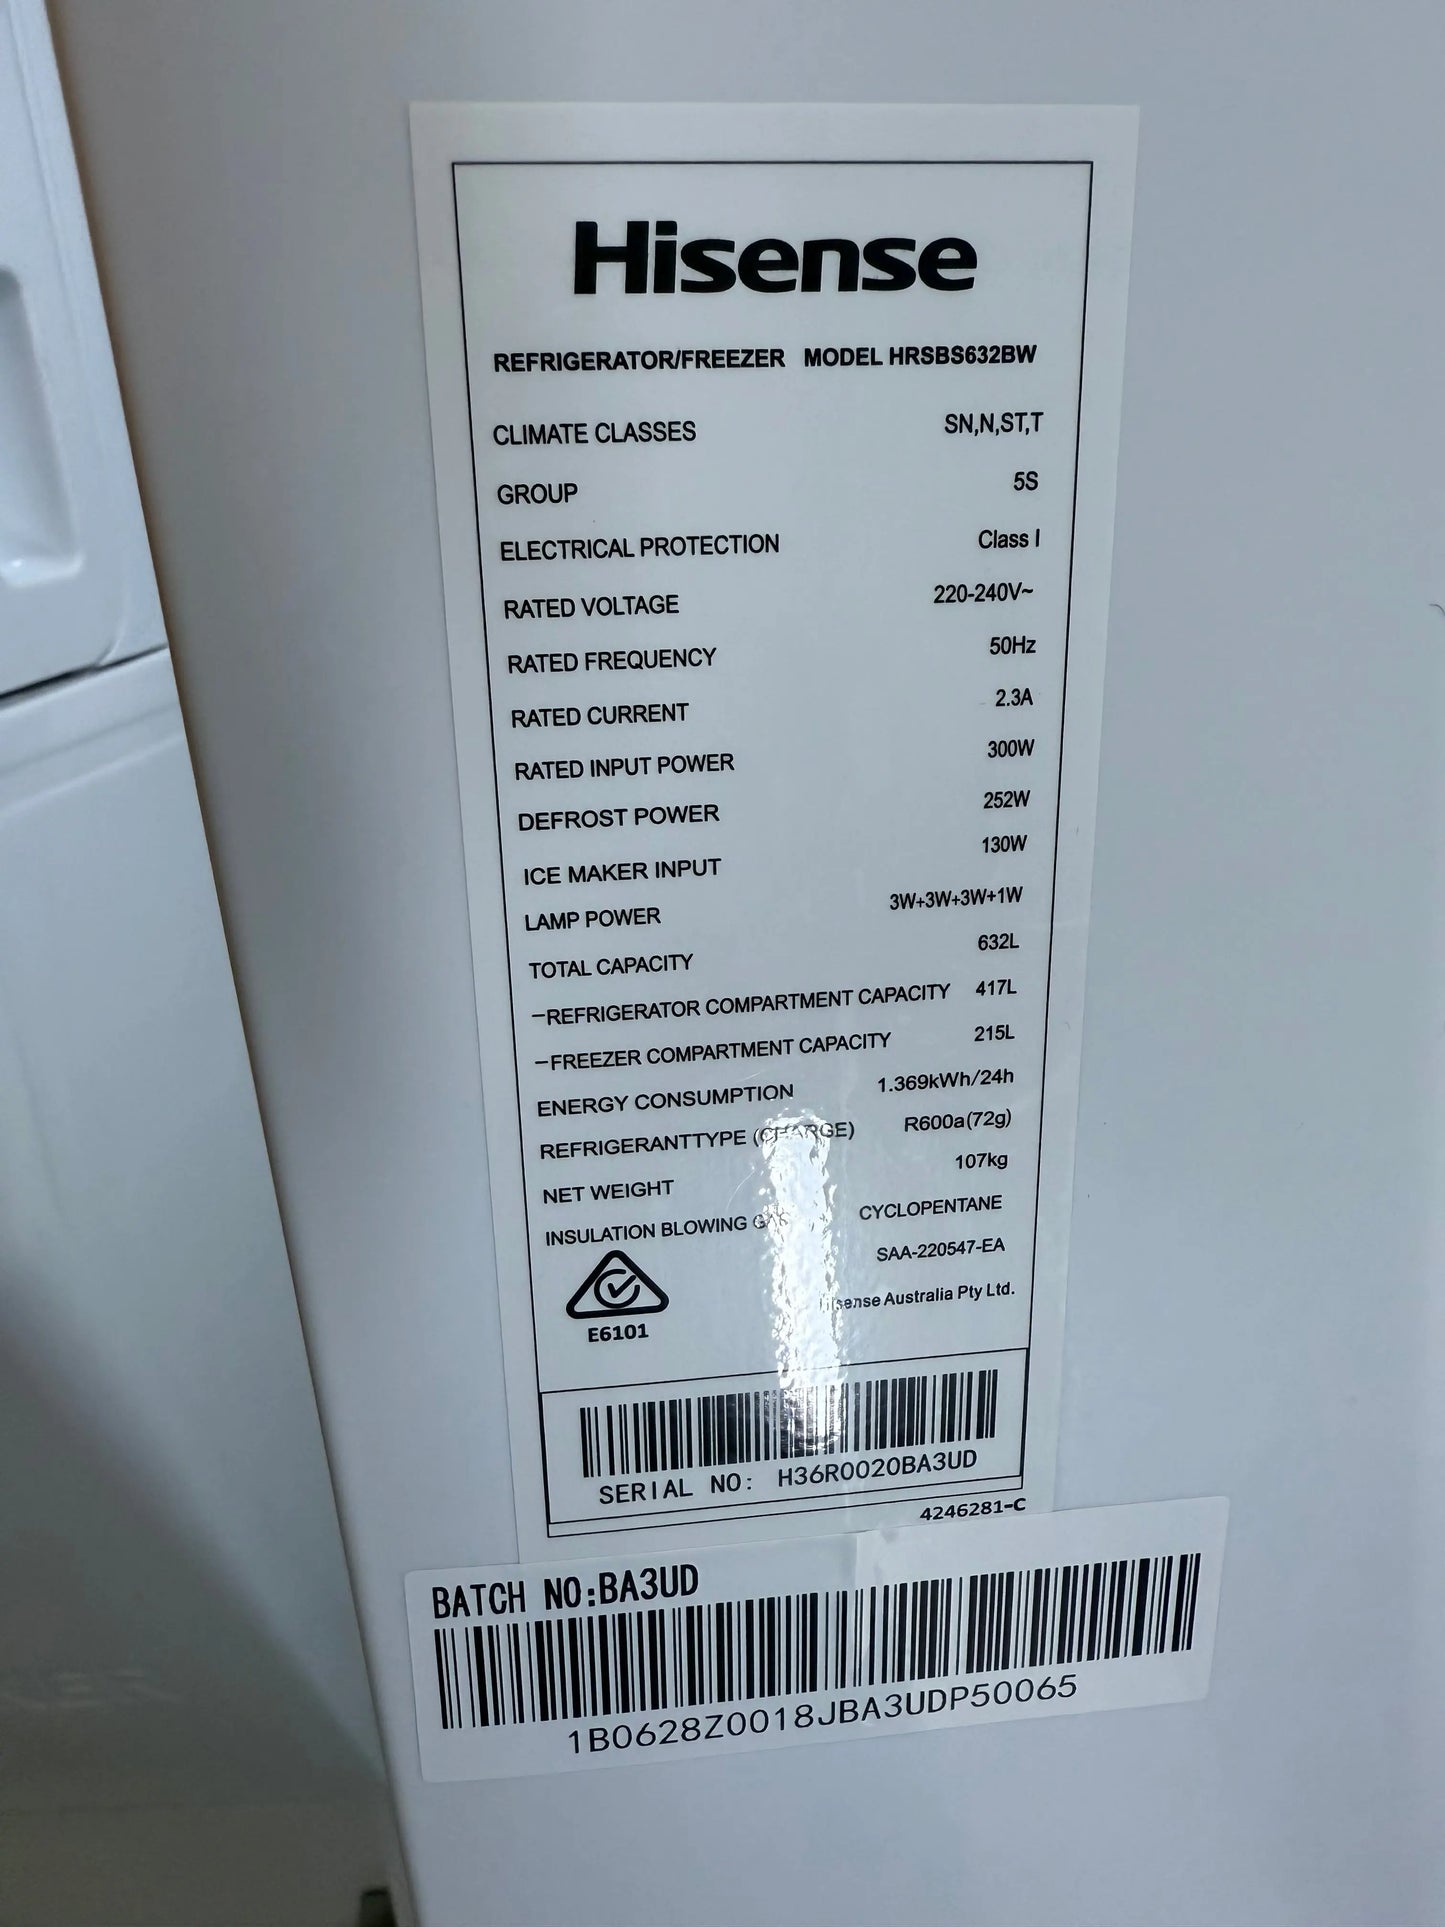 Hisense
REFRIGERATOR/FREEZER MODEL HRSBS632BW
CLIMATE CLASSES SN,N,ST,T
GROUP 5S
ELECTRICAL PROTECTION Class I
RATED VOLTAGE 220-240V~
RATED FREQUENCY 50Hz
RATED CURRENT 2.3A
RATED INPUT POWER 300W
DEFROST POWER 252W
ICE MAKER INPUT 130W
LAMP POWER 3W+3W+3W+1W
TOTAL CAPACITY 632L
-REFRIGERATOR COMPARTMENT CAPACITY 417L
-FREEZER COMPARTMENT CAPACITY 215L
ENERGY CONSUMPTION 1.369kWh/24h
REFRIGERANTTYPE (CHARGE) R600a(72g)
NET WEIGHT 107kg
INSULATION BLOWING GAS CYCLOPENTANE
SAA-220547-EA
Hisense Australia Pty Ltd.
E6101
SERIAL NO: H36R0020BA3UD
4246281-C
BATCH NO:BA3UD
1B0628Z0018JBA3UDP50065